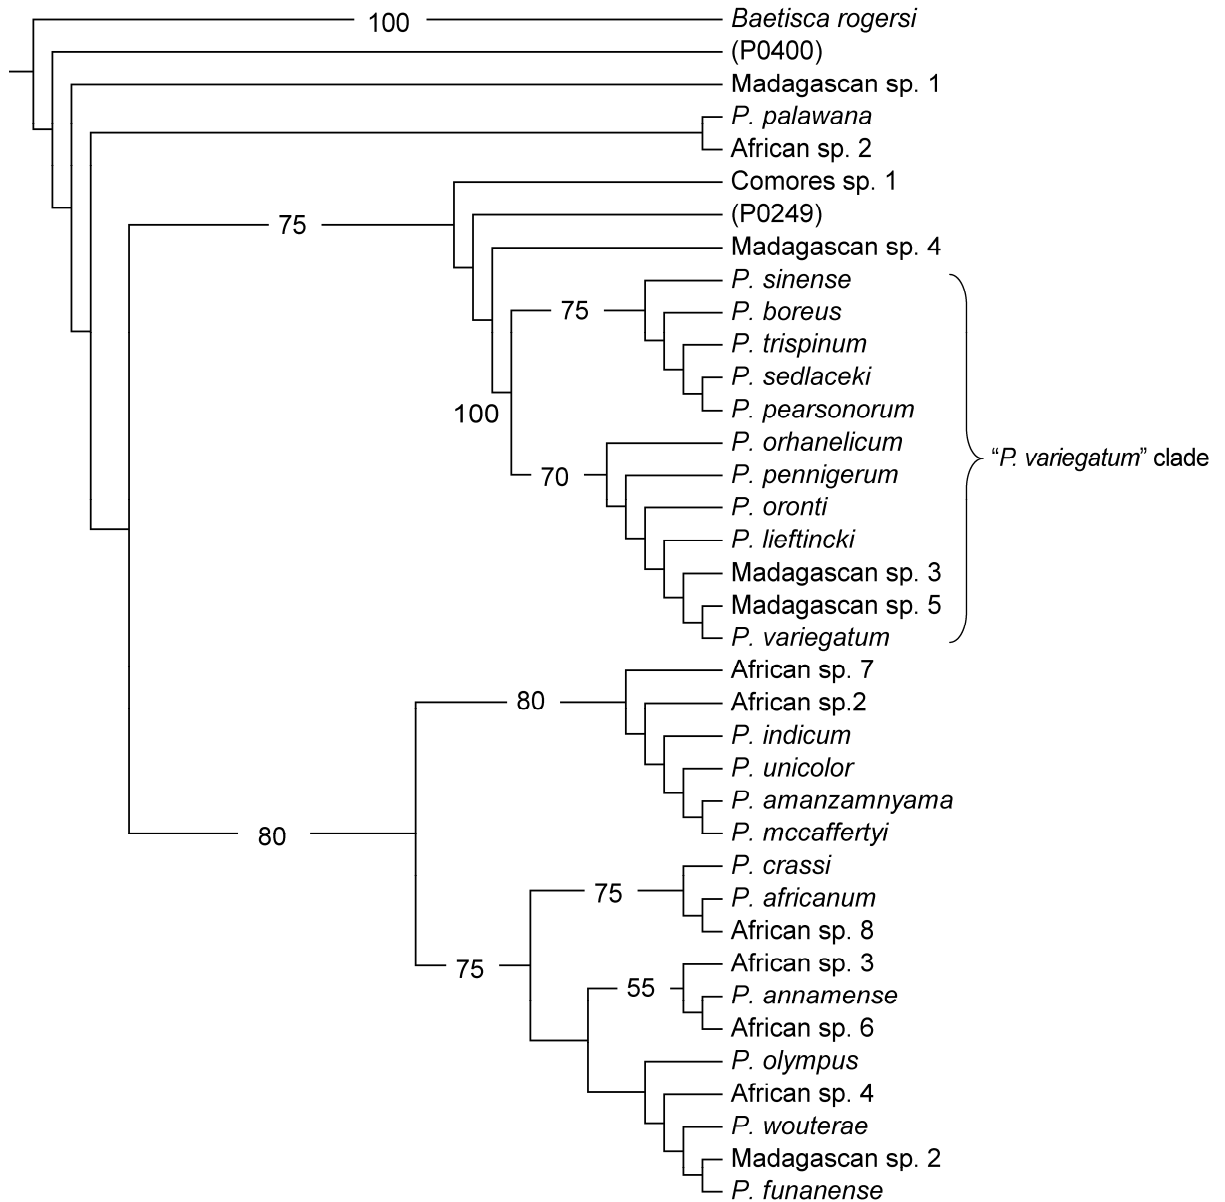 100
Baetisca rogersi
(P0400)
Madagascan sp. 1
P. palawana
African sp. 2
Comores sp. 1
(P0249)
75
Madagascan sp. 4
P. sinense
75
P. boreus
P. trispinum
P. sedlaceki
100
P. pearsonorum
P. orhanelicum
“P. variegatum” clade
70
P. pennigerum
P. oronti
P. lieftincki
Madagascan sp. 3
Madagascan sp. 5
P. variegatum
African sp. 7
80
African sp.2
P. indicum
P. unicolor
P. amanzamnyama
80
P. mccaffertyi
P. crassi
75
P. africanum
African sp. 8
75
African sp. 3
55
P. annamense
African sp. 6
P. olympus
African sp. 4
P. wouterae
Madagascan sp. 2
P. funanense